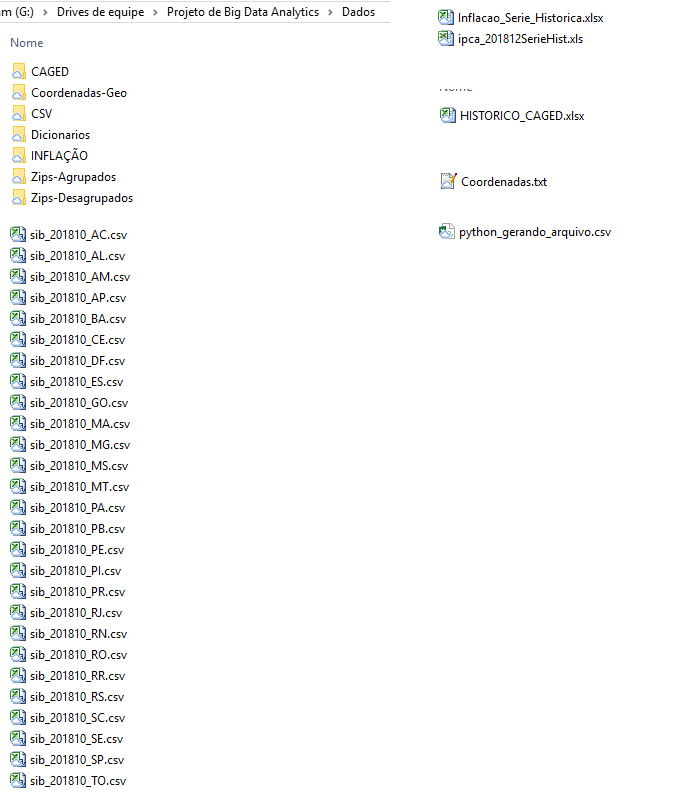 am (G:) > Drives de equipe > Projeto de Big Data Analytics > Dados
Nome
CAGED
Coordenadas-Geo
CSV
Dicionarios
INFLAÇÃO
Zips-Agrupados
Zips-Desagrupados
sib_201810_AC.csv
sib_201810_AL.csv
sib_201810_AM.csv
sib_201810_AP.csv
sib_201810_BA.csv
sib_201810_CE.csv
sib_201810_DF.csv
sib_201810_ES.csv
sib_201810_GO.csv
sib_201810_MA.csv
sib_201810_MG.csv
sib_201810_MS.csv
sib_201810_MT.csv
sib_201810_PA.csv
sib_201810_PB.csv
sib_201810_PE.csv
sib_201810_PI.csv
sib_201810_PR.csv
sib_201810_RJ.csv
sib_201810_RN.csv
sib_201810_RO.csv
sib_201810_RR.csv
sib_201810_RS.csv
sib_201810_SC.csv
sib_201810_SE.csv
sib_201810_SP.csv
sib_201810_TO.csv
Inflacao_Serie_Historica.xlsx
ipca_201812SerieHist.xls
HISTORICO_CAGED.xlsx
Coordenadas.txt
python_gerando_arquivo.csv